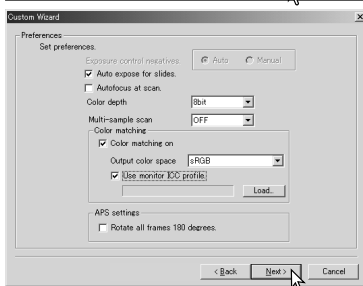 Custom Wizard
Preferences
Set preferences.
Exposure control negatives. Auto Manual
Auto expose for slides.
Autofocus at scan.
Color depth 8bit
Multi-sample scan OFF
Color matching
Color matching on
Output color space sRGB
Use monitor ICC profile.
Load...
APS settings
Rotate all frames 180 degrees.
< Back Next > Cancel